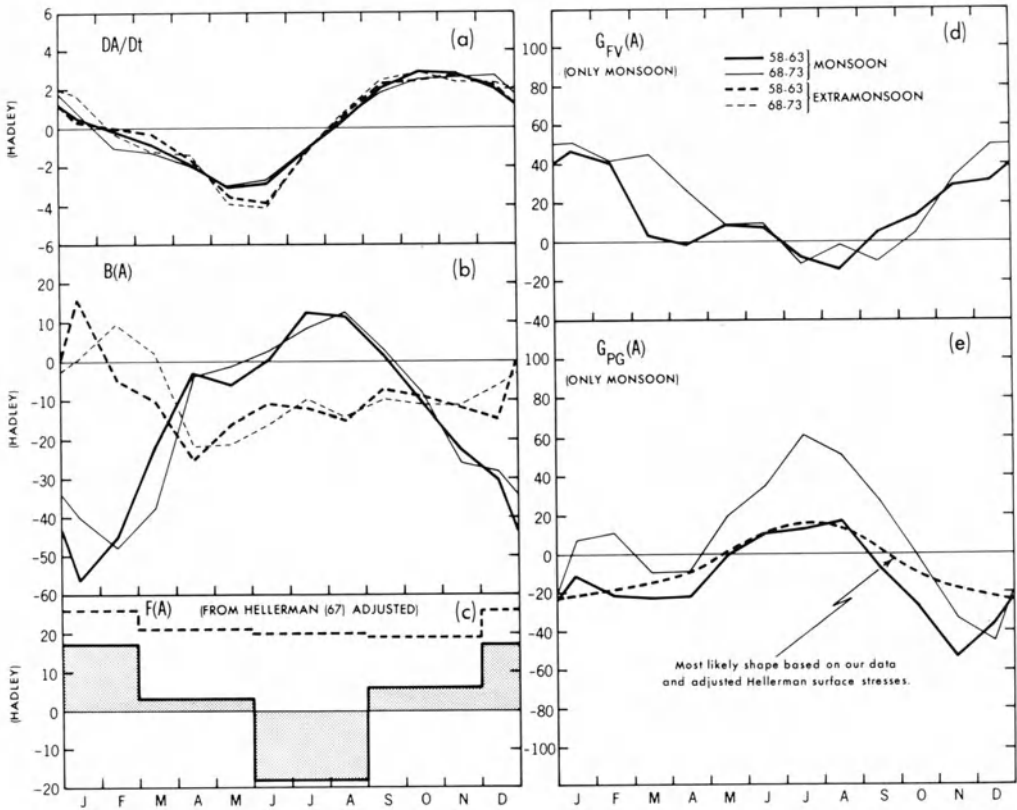 DA/Dt
(a)
6
4
2
0
-2
-4
6
(HADLEY)
B(A)
(b)
20
10
0
-10
-20
-30
-40
-50
-60
(HADLEY)
F(A) (FROM HELLERMAN (67) ADJUSTED) (c)
20
10
0
-10
-20
(HADLEY)
J F M A M J J A S O N D
G_FV(A)
(ONLY MONSOON)
(d)
58-63
68-73
MONSOON
58-63
68-73
EXTRAMONSOON
100
80
60
40
20
0
-20
-40
G_PG(A)
(ONLY MONSOON)
(e)
100
80
60
40
20
0
-20
-40
-60
-80
-100
Most likely shape based on our data
and adjusted Hellerman surface stresses.
J F M A M J J A S O N D